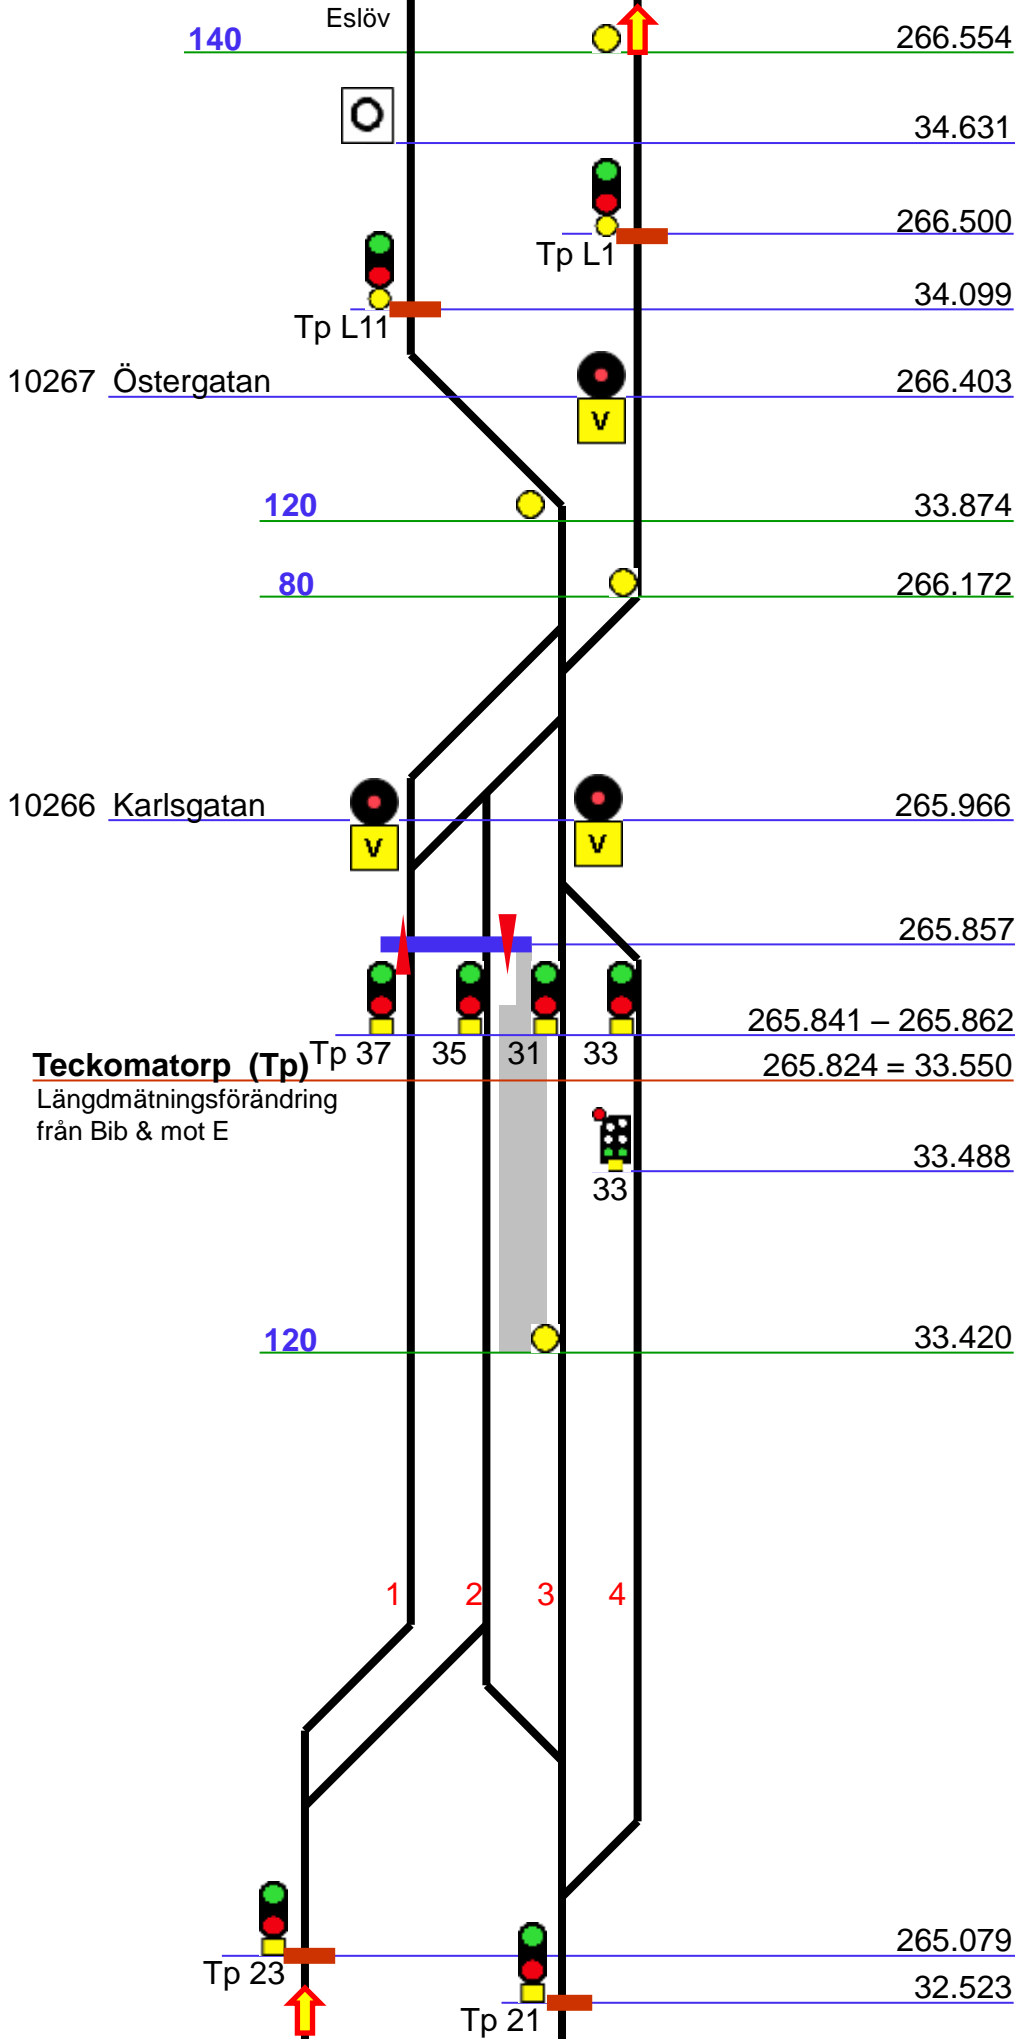 Eslöv
140 266.554
O 34.631
266.500
Tp L1
34.099
Tp L11
10267 Östergatan 266.403
V
120 33.874
80 266.172
10266 Karlsgatan 265.966
V V
265.857
265.841 – 265.862
Tp 37 35 31 33
Teckomatorp (Tp) 265.824 = 33.550
Längdmätningsförändring
från Bib & mot E
33.488
33
120 33.420
1 2 3 4
265.079
Tp 23
32.523
Tp 21